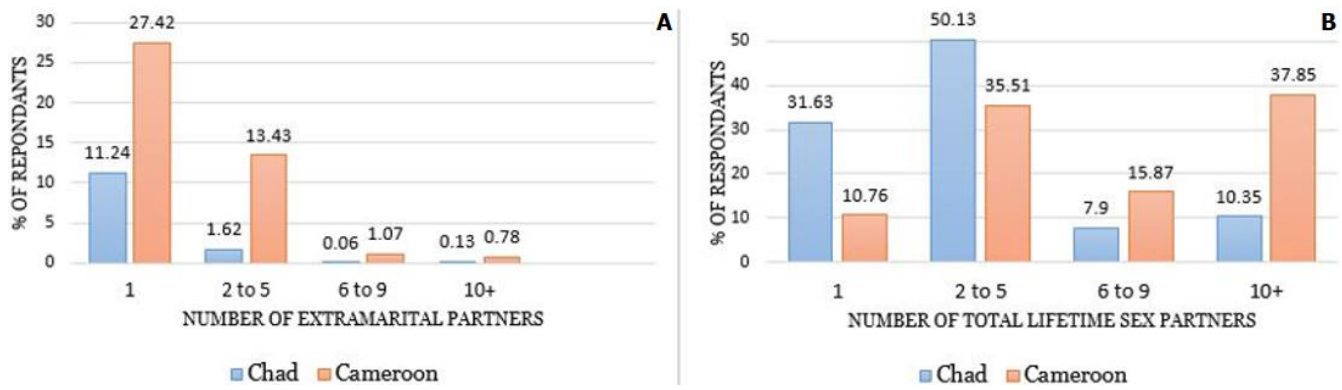 A
30
25
20
15
10
5
0
% OF REPONDANTS
27.42
11.24
13.43
1.62
0.06
1.07
0.13
0.78
1
2 to 5
6 to 9
10+
NUMBER OF EXTRAMARITAL PARTNERS
Chad
Cameroon
B
50
40
30
20
10
0
% OF RESPONDANTS
31.63
10.76
50.13
35.51
7.9
15.87
10.35
37.85
1
2 to 5
6 to 9
10+
NUMBER OF TOTAL LIFETIME SEX PARTNERS
Chad
Cameroon